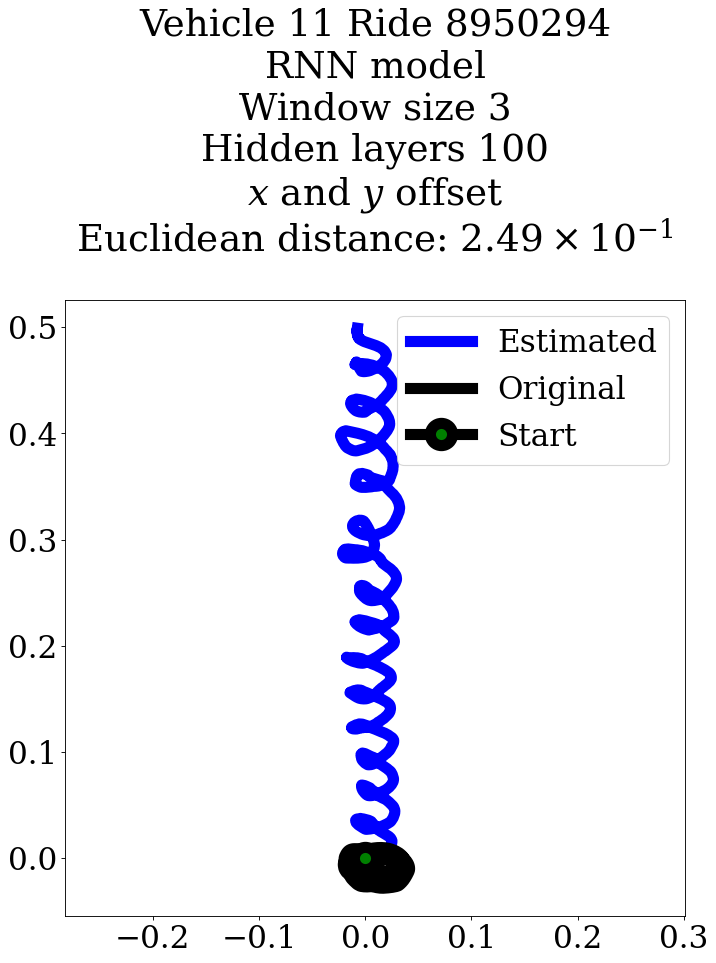 Vehicle 11 Ride 8950294
RNN model
Window size 3
Hidden layers 100
x and y offset
Euclidean distance: 2.49 × 10⁻¹
Estimated
Original
Start
0.5
0.4
0.3
0.2
0.1
0.0
−0.2 −0.1 0.0 0.1 0.2 0.3